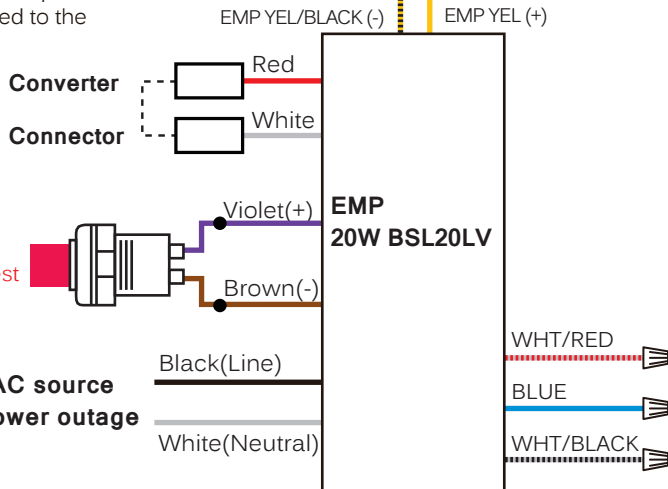 ed to the
EMP YEL/BLACK (-)
EMP YEL (+)
Converter
Red
Connector
White
Violet(+)
EMP
20W BSL20LV
est
Brown(-)
Black(Line)
AC source
ower outage
White(Neutral)
WHT/RED
BLUE
WHT/BLACK